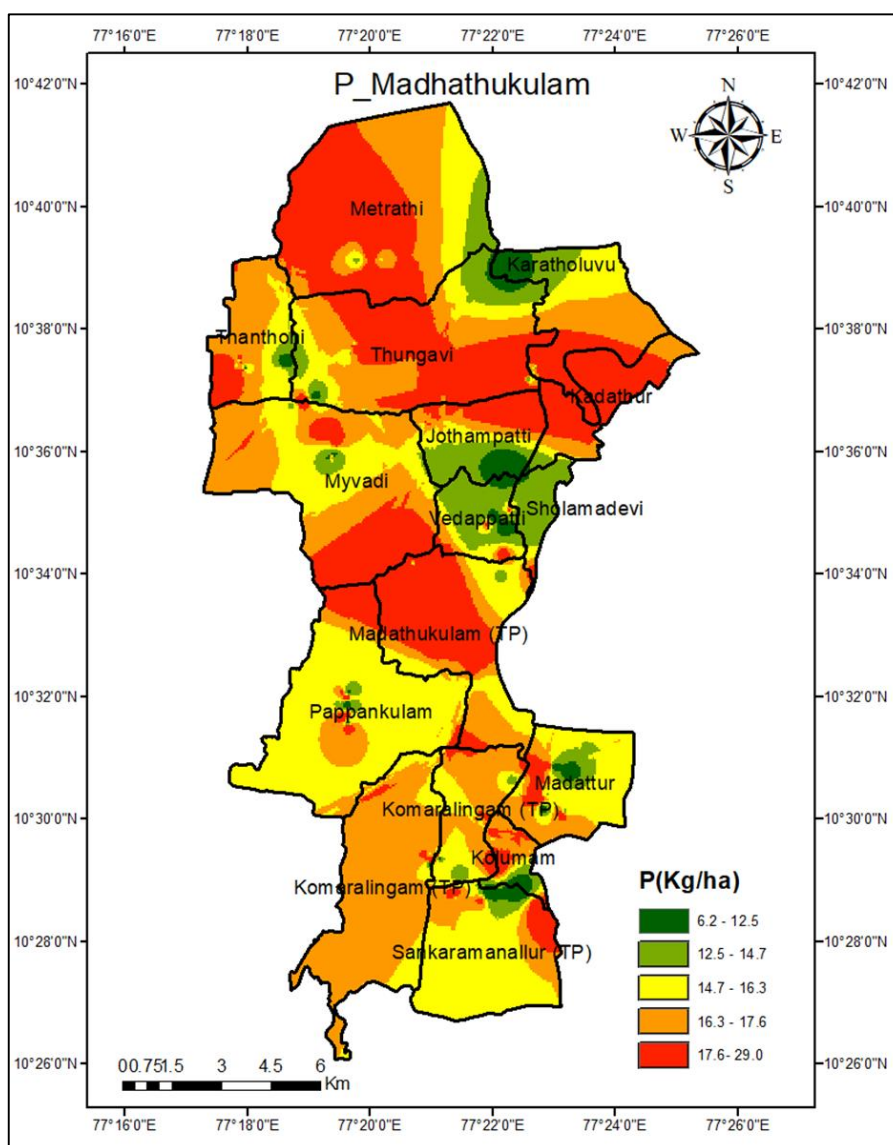 77°16'0"E 77°18'0"E 77°20'0"E 77°22'0"E 77°24'0"E 77°26'0"E
P_Madhathukulam
N
W E
S
10°42'0"N 10°42'0"N
10°40'0"N 10°40'0"N
10°38'0"N 10°38'0"N
10°36'0"N 10°36'0"N
10°34'0"N 10°34'0"N
10°32'0"N 10°32'0"N
10°30'0"N 10°30'0"N
10°28'0"N 10°28'0"N
10°26'0"N 10°26'0"N
Metrathi
Karatholuvu
Thanthoni
Thungavi
Kadathur
Jothampatti
Myvadi
Vedappatti
Sholamadevi
Madathukulam (TP)
Pappankulam
Madattur
Komaralingam (TP)
Kolumam
Komaralingam (TP)
Sankaramanallur (TP)
P(Kg/ha)
6.2 - 12.5
12.5 - 14.7
14.7 - 16.3
16.3 - 17.6
17.6- 29.0
0 0.75 1.5 3 4.5 6
Km
77°16'0"E 77°18'0"E 77°20'0"E 77°22'0"E 77°24'0"E 77°26'0"E